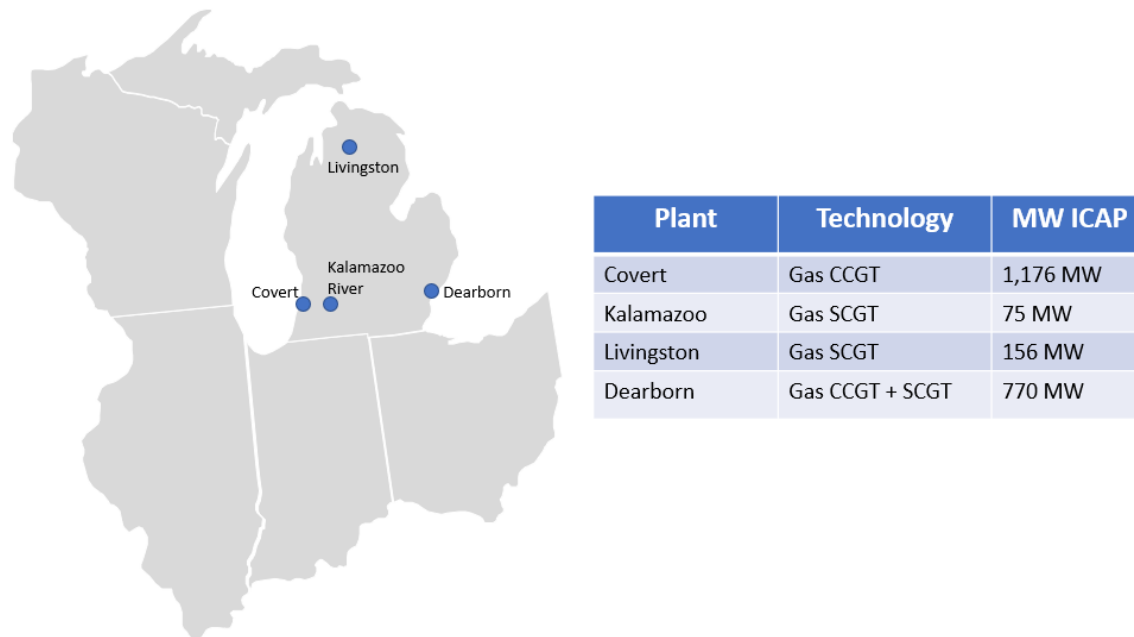 Livingston
Kalamazoo
River
Covert
Dearborn
Plant Technology MW ICAP
Covert Gas CCGT 1,176 MW
Kalamazoo Gas SCGT 75 MW
Livingston Gas SCGT 156 MW
Dearborn Gas CCGT + SCGT 770 MW